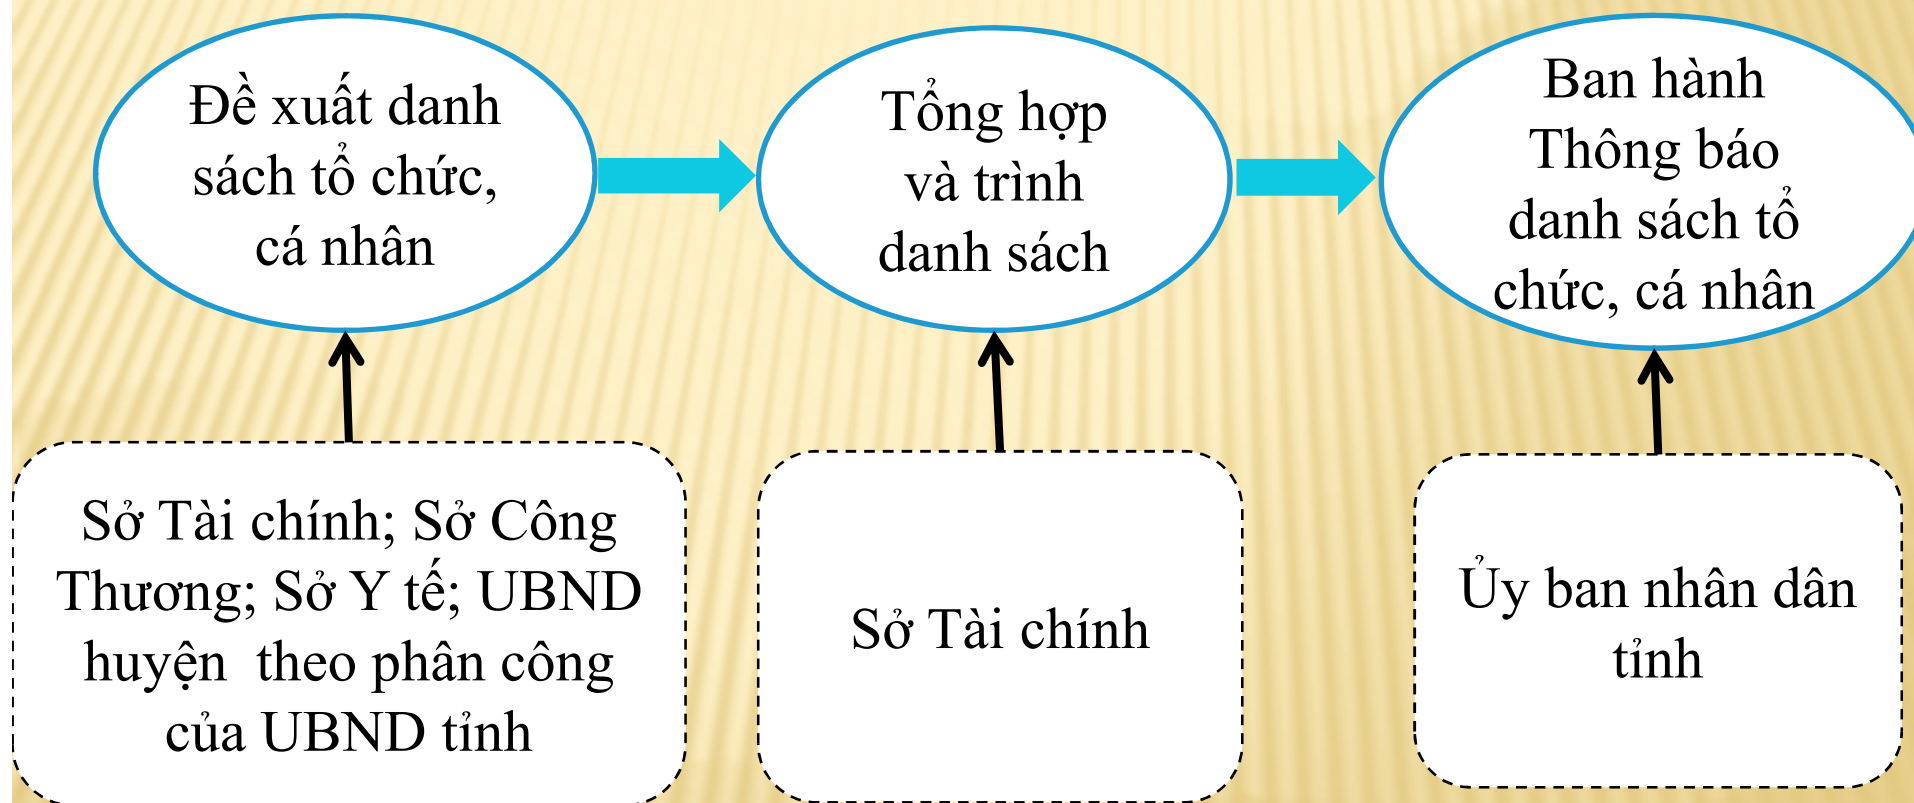 Đề xuất danh
sách tổ chức,
cá nhân
Tổng hợp
và trình
danh sách
Ban hành
Thông báo
danh sách tổ
chức, cá nhân
Sở Tài chính; Sở Công
Thương; Sở Y tế; UBND
huyện theo phân công
của UBND tỉnh
Sở Tài chính
Ủy ban nhân dân
tỉnh